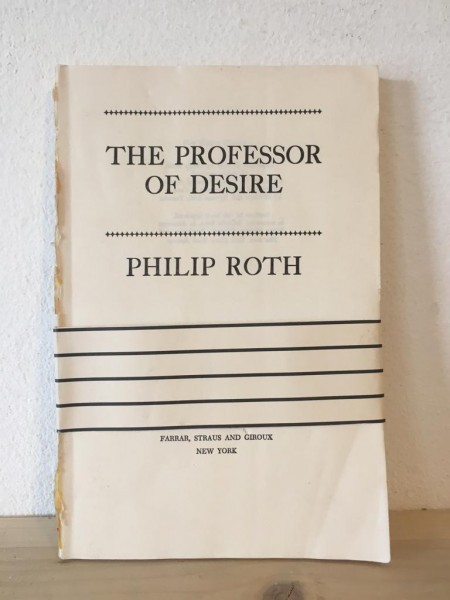 THE PROFESSOR
OF DESIRE
PHILIP ROTH
FARRAR, STRAUS AND GIROUX
NEW YORK